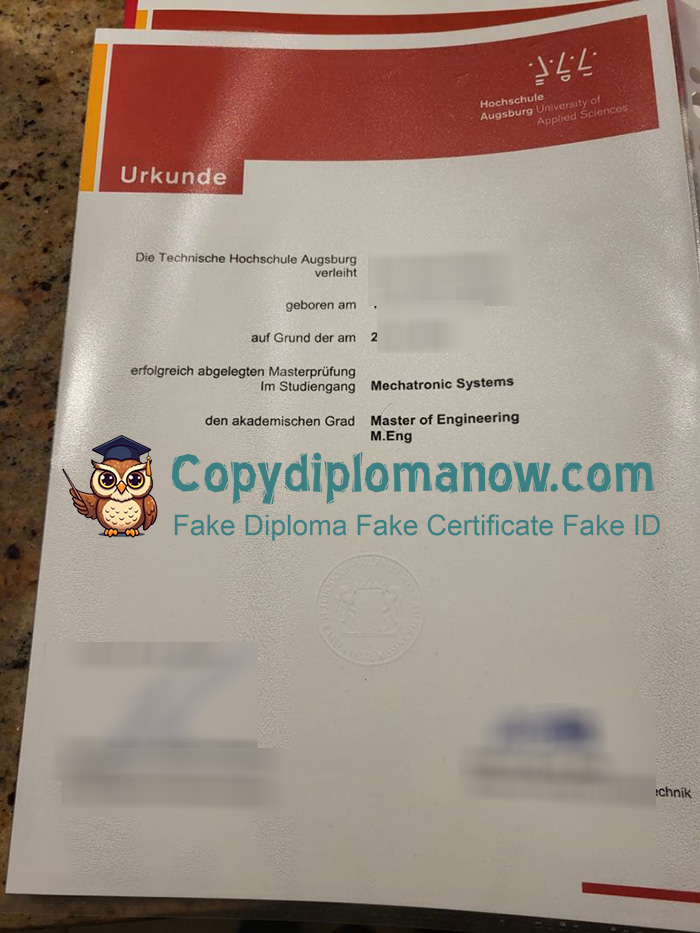 Hochschule
Augsburg University of
Applied Sciences
Urkunde
Die Technische Hochschule Augsburg
verleiht
geboren am .
auf Grund der am 2
erfolgreich abgelegten Masterprüfung
Im Studiengang Mechatronic Systems
den akademischen Grad Master of Engineering
M.Eng
Copydiplomanow.com
Fake Diploma Fake Certificate Fake ID
echnik